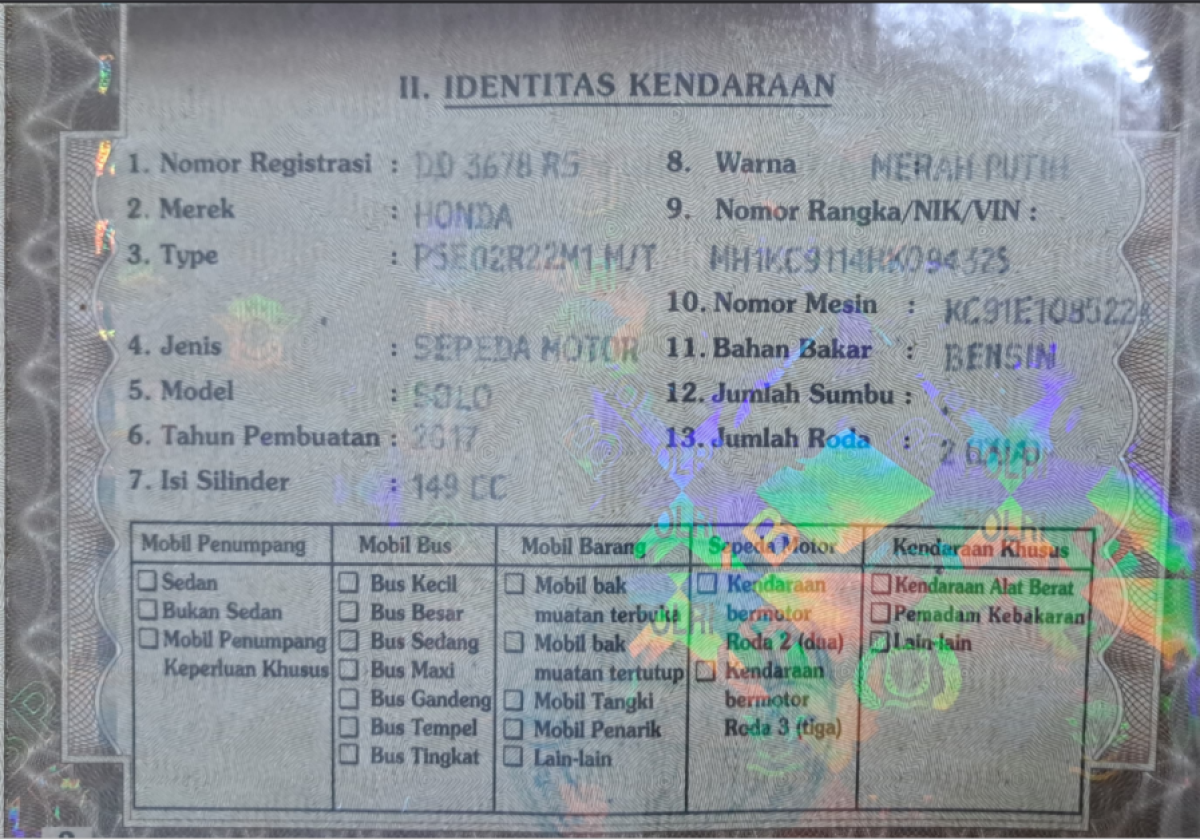 II. IDENTITAS KENDARAAN
1. Nomor Registrasi : DD 3678 RS
2. Merek : HONDA
3. Type : P5E02R22M1 M/T
4. Jenis : SEPEDA MOTOR
5. Model : SOLO
6. Tahun Pembuatan : 2017
7. Isi Silinder : 149 CC
8. Warna MERAH PUTIH
9. Nomor Rangka/NIK/VIN :
MH1KC9114HK094325
10. Nomor Mesin :
11. Bahan Bakar : BENSIN
12. Jumlah Sumbu :
13. Jumlah Roda : 2 (DUA)
Mobil Penumpang
Sedan
Bukan Sedan
Mobil Penumpang
Keperluan Khusus
Mobil Bus
Bus Kecil
Bus Besar
Bus Sedang
Bus Maxi
Bus Gandeng
Bus Tempel
Bus Tingkat
Mobil Barang
Mobil bak
muatan terbuka
Mobil bak
muatan tertutup
Mobil Tangki
Mobil Penarik
Lain-lain
Sepeda Motor
Kendaraan
bermotor
Roda 2 (dua)
Kendaraan
bermotor
Roda 3 (tiga)
Kendaraan Khusus
Kendaraan Alat Berat
Pemadam Kebakaran
Lain-lain